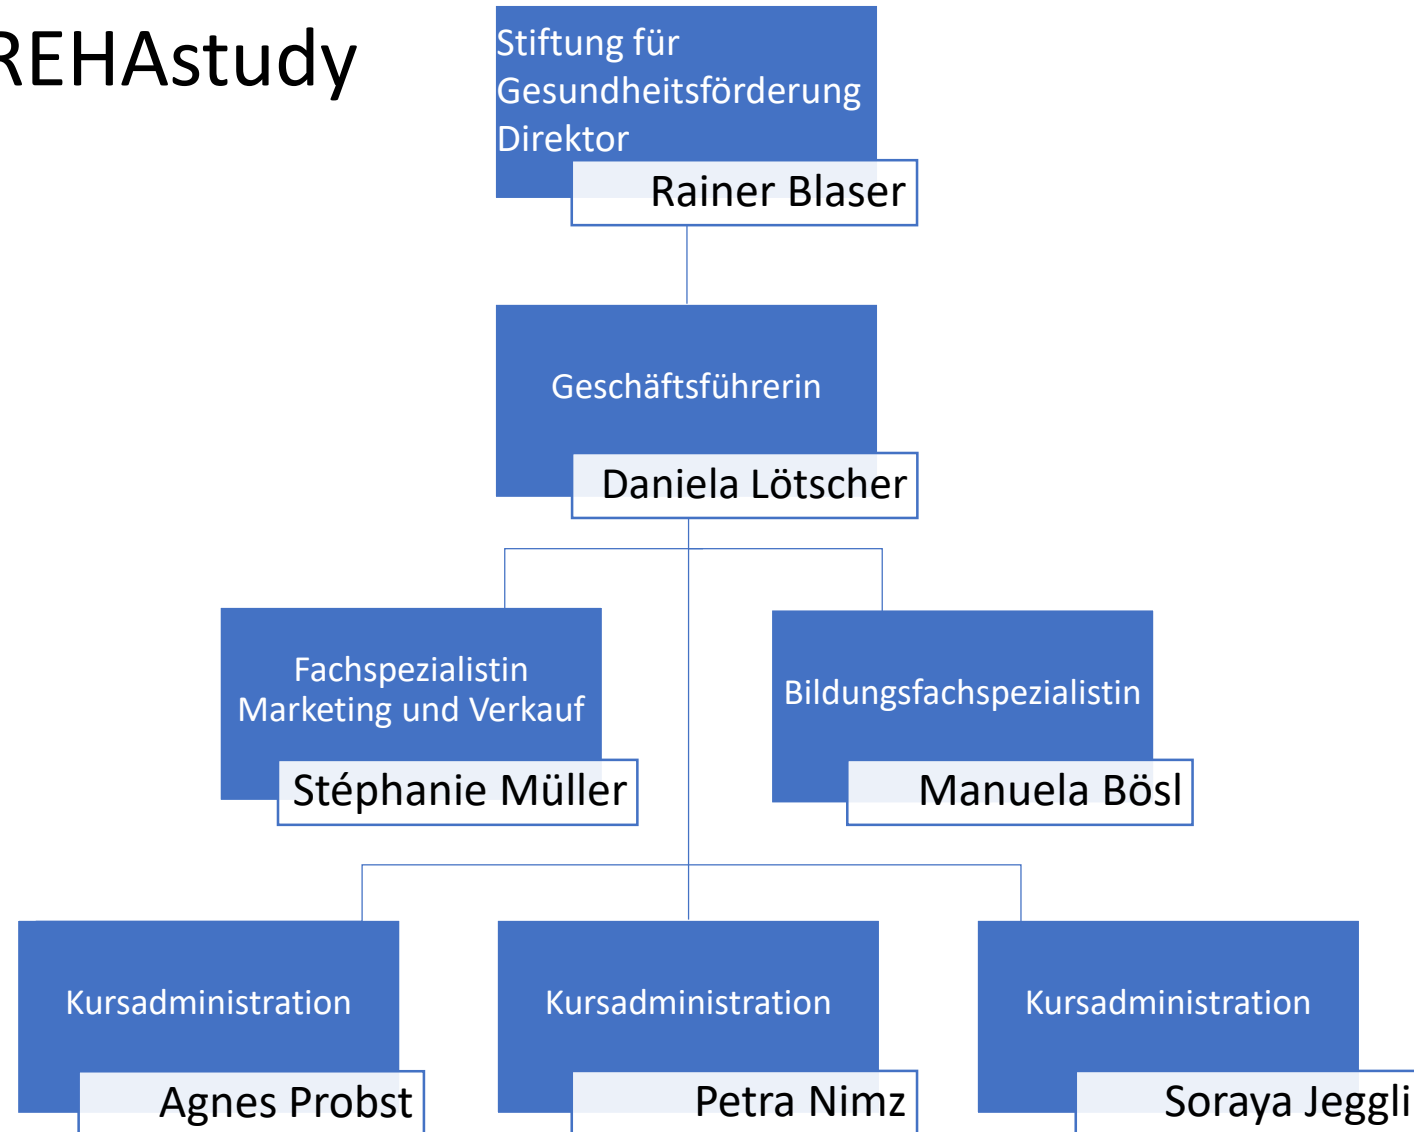 REHAstudy
Stiftung für
Gesundheitsförderung
Direktor
Rainer Blaser
Geschäftsführerin
Daniela Lötscher
Fachspezialistin
Marketing und Verkauf
Stéphanie Müller
Bildungsfachspezialistin
Manuela Bösl
Kursadministration
Agnes Probst
Kursadministration
Petra Nimz
Kursadministration
Soraya Jeggli